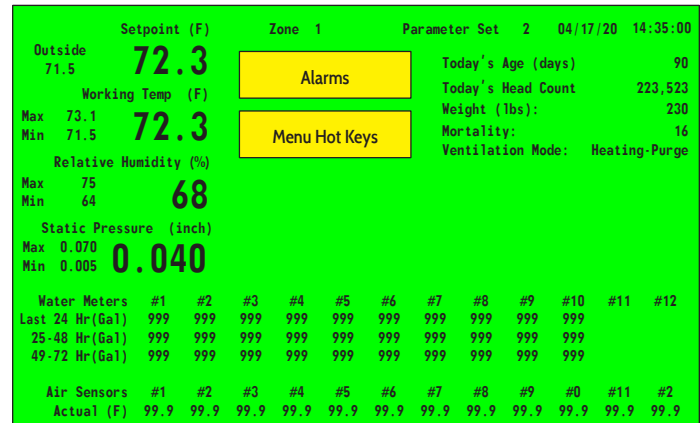 Setpoint (F) Zone 1 Parameter Set 2 04/17/20 14:35:00
Outside
71.5
72.3
Working Temp (F)
Max 73.1
Min 71.5
72.3
Relative Humidity (%)
Max 75
Min 64
68
Static Pressure (inch)
Max 0.070
Min 0.005
0.040
Alarms
Menu Hot Keys
Today's Age (days) 90
Today's Head Count 223,523
Weight (lbs): 230
Mortality: 16
Ventilation Mode: Heating-Purge
Water Meters #1 #2 #3 #4 #5 #6 #7 #8 #9 #10 #11 #12
Last 24 Hr(Gal) 999 999 999 999 999 999 999 999 999 999
25-48 Hr(Gal) 999 999 999 999 999 999 999 999 999 999
49-72 Hr(Gal) 999 999 999 999 999 999 999 999 999 999
Air Sensors #1 #2 #3 #4 #5 #6 #7 #8 #9 #0 #11 #2
Actual (F) 99.9 99.9 99.9 99.9 99.9 99.9 99.9 99.9 99.9 99.9 99.9 99.9